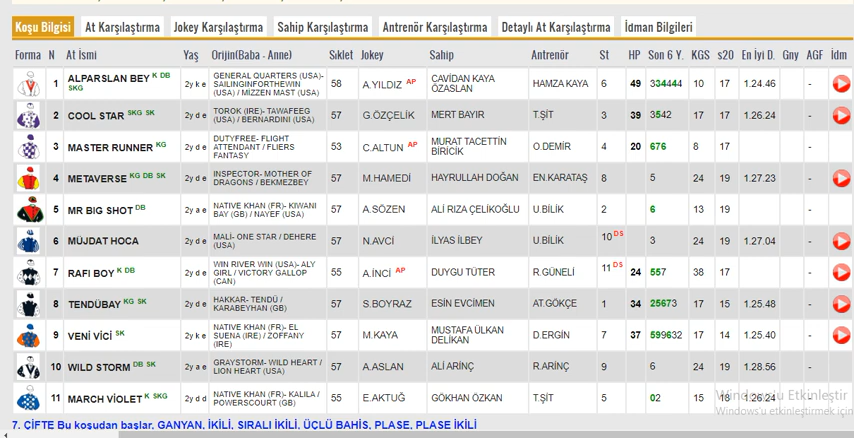 Koşu Bilgisi At Karşılaştırma Jokey Karşılaştırma Sahip Karşılaştırma Antrenör Karşılaştırma Detaylı At Karşılaştırma İdman Bilgileri
Forma N At İsmi Yaş Orijin(Baba - Anne) Sıklet Jokey Sahip Antrenör St HP Son 6 Y. KGS s20 En İyi D. Gny AGF İdm
1 ALPARSLAN BEY K DB SKG 2y k e GENERAL QUARTERS (USA)- SAILINGINFORTHEWIN (USA) / MIZZEN MAST (USA) 58 A.YILDIZ AP CAVİDAN KAYA ÖZASLAN HAMZA KAYA 6 49 334444 10 17 1.24.46 -
2 COOL STAR SKG SK 2y d e TOROK (IRE)- TAWAFEEG (USA) / BERNARDINI (USA) 57 G.ÖZÇELİK MERT BAYIR T.ŞİT 3 39 3542 17 17 1.26.24 -
3 MASTER RUNNER KG 2y d e DUTYFREE- FLIGHT ATTENDANT / FLIERS FANTASY 53 C.ALTUN AP MURAT TACETTİN BİRİCİK O.DEMİR 4 20 676 8 17 -
4 METAVERSE KG DB SK 2y d e INSPECTOR- MOTHER OF DRAGONS / BEKMEZBEY 57 M.HAMEDİ HAYRULLAH DOĞAN EN.KARATAŞ 8 5 24 19 1.27.23 -
5 MR BIG SHOT DB 2y a e NATIVE KHAN (FR)- KIWANI BAY (GB) / NAYEF (USA) 57 A.SÖZEN ALİ RIZA ÇELİKOĞLU U.BİLİK 2 6 13 19 -
6 MÜJDAT HOCA 2y d e MALİ- ONE STAR / DEHERE (USA) 57 N.AVCİ İLYAS İLBEY U.BİLİK 10 DS 3 24 19 1.27.04 -
7 RAFI BOY K DB 2y d e WIN RIVER WIN (USA)- ALY GIRL / VICTORY GALLOP (CAN) 55 A.İNCİ AP DUYGU TÜTER R.GÜNELİ 11 DS 24 557 38 17 -
8 TENDÜBAY KG SK 2y d e HAKKAR- TENDÜ / KARABEYHAN (GB) 57 S.BOYRAZ ESİN EVCİMEN AT.GÖKÇE 1 34 25673 17 15 1.25.48 -
9 VENİ VİCİ SK 2y k e NATIVE KHAN (FR)- EL SUENA (IRE) / ZOFFANY (IRE) 57 M.KAYA MUSTAFA ÜLKAN DELİKAN D.ERGİN 7 37 599632 17 14 1.25.40 -
10 WILD STORM DB SK 2y a e GRAYSTORM- WILD HEART / LION HEART (USA) 57 A.ASLAN ALİ ARİNÇ R.ARİNÇ 9 6 24 19 1.28.56 -
11 MARCH VİOLET K SKG 2y d d NATIVE KHAN (FR)- KALILA / POWERSCOURT (GB) 55 E.AKTUĞ GÖKHAN ÖZKAN T.ŞİT 5 02 15 18 1.26.24 -
Windows'u Etkinleştir
Windows'u etkinleştirmek için
7. ÇİFTE Bu koşudan başlar. GANYAN, İKİLİ, SIRALI İKİLİ, ÜÇLÜ BAHİS, PLASE, PLASE İKİLİ